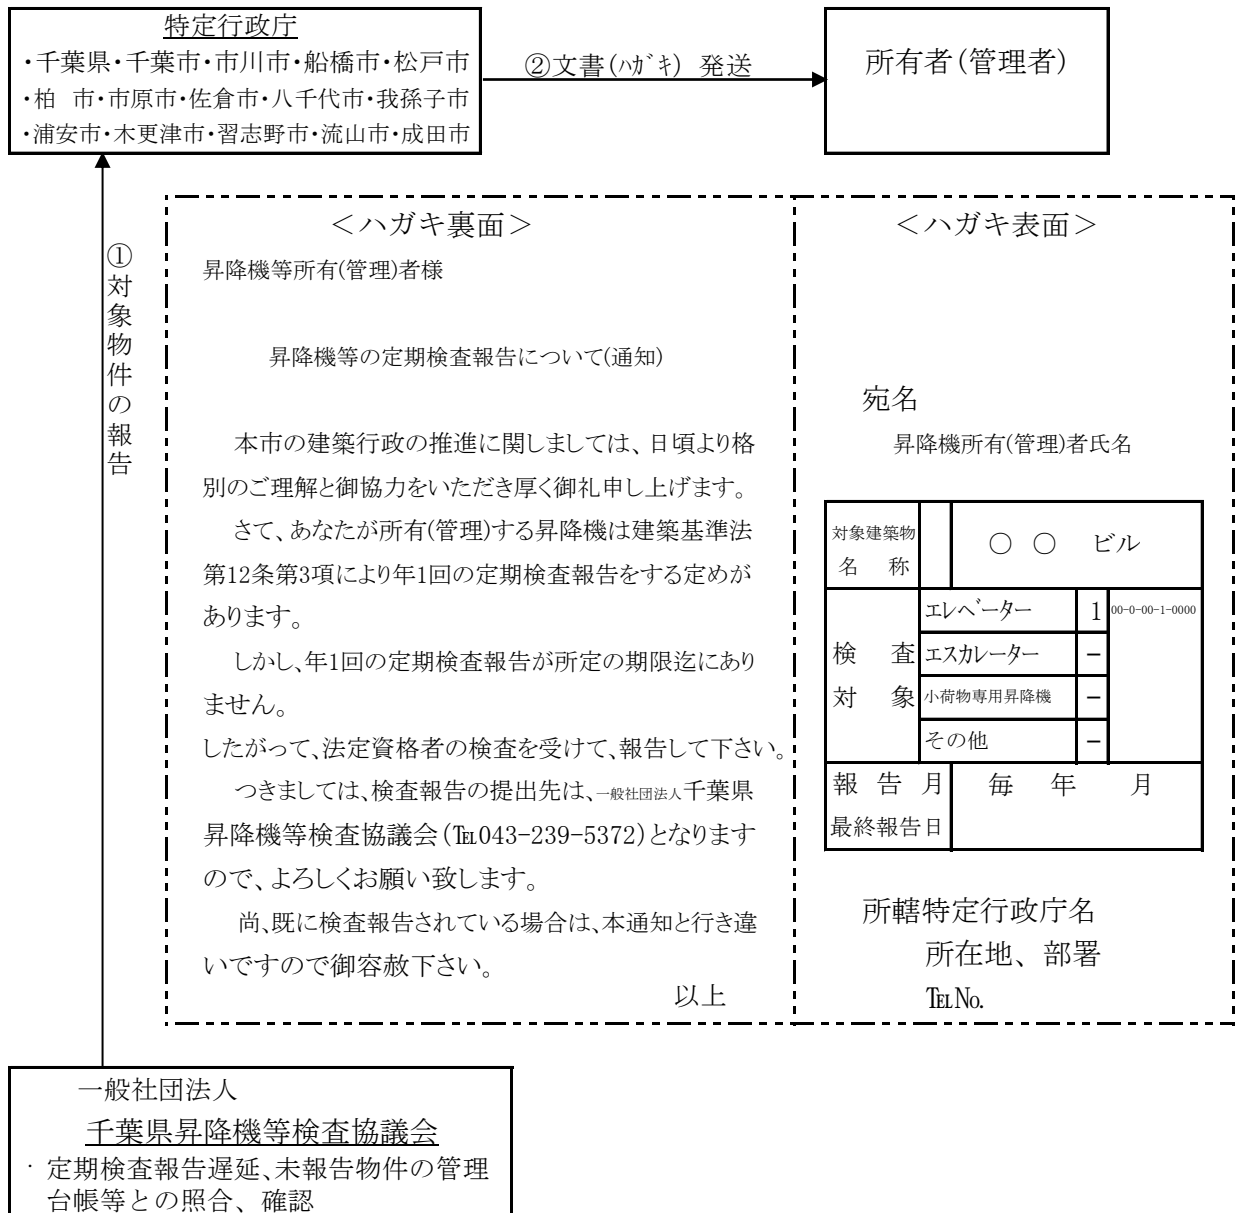 特定行政庁
・千葉県・千葉市・市川市・船橋市・松戸市
・柏　市・市原市・佐倉市・八千代市・我孫子市
・浦安市・木更津市・習志野市・流山市・成田市
②文書(ﾊｶﾞｷ) 発送
所有者(管理者)
①対象物件の報告
＜ハガキ裏面＞
昇降機等所有(管理)者様
昇降機等の定期検査報告について(通知)
本市の建築行政の推進に関しましては、日頃より格
別のご理解と御協力をいただき厚く御礼申し上げます。
さて、あなたが所有(管理)する昇降機は建築基準法
第12条第3項により年1回の定期検査報告をする定めが
あります。
しかし、年1回の定期検査報告が所定の期限迄にあり
ません。
したがって、法定資格者の検査を受けて、報告して下さい。
つきましては、検査報告の提出先は、一般社団法人千葉県
昇降機等検査協議会(℡043-239-5372)となります
ので、よろしくお願い致します。
尚、既に検査報告されている場合は、本通知と行き違
いですので御容赦下さい。
以上
＜ハガキ表面＞
宛名
昇降機所有(管理)者氏名
対象建築物
名　称
○ ○　ビル
検　査
対　象
エレベーター 1 00-0-00-1-0000
エスカレーター －
小荷物専用昇降機 －
その他 －
報 告 月 毎　年　月
最終報告日
所轄特定行政庁名
所在地、部署
℡No.
一般社団法人
千葉県昇降機等検査協議会
・定期検査報告遅延、未報告物件の管理
台帳等との照合、確認